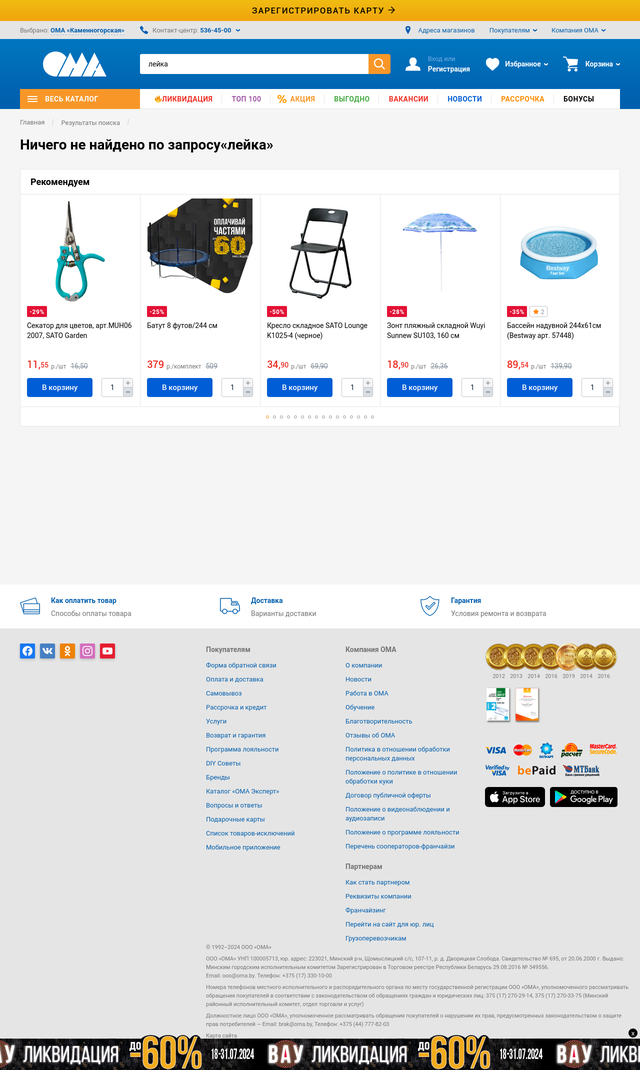 ЗАРЕГИСТРИРОВАТЬ КАРТУ →
Выбрано: ОМА «Каменногорская»
Контакт-центр: 536-45-00
Адреса магазинов
Покупателям
Компания ОМА
ОМА
лейка
Вход или
Регистрация
Избранное
Корзина
ВЕСЬ КАТАЛОГ
ЛИКВИДАЦИЯ
ТОП 100
% АКЦИЯ
ВЫГОДНО
ВАКАНСИИ
НОВОСТИ
РАССРОЧКА
БОНУСЫ
Главная / Результаты поиска /
Ничего не найдено по запросу«лейка»
Рекомендуем
ОПЛАЧИВАЙ
ЧАСТЯМИ
60
-29%
Секатор для цветов, арт.MUH06
2007, SATO Garden
11,55 р./шт 16,50
В корзину
1
-25%
Батут 8 футов/244 см
379 р./комплект 509
В корзину
1
-50%
Кресло складное SATO Lounge
K1025-4 (черное)
34,90 р./шт 69,90
В корзину
1
-28%
Зонт пляжный складной Wuyi
Sunnew SU103, 160 см
18,90 р./шт 26,36
В корзину
1
Bestway
Fast Set
-35%
2
Бассейн надувной 244х61см
(Bestway арт. 57448)
89,54 р./шт 139,90
В корзину
1
Как оплатить товар
Способы оплаты товара
Доставка
Варианты доставки
Гарантия
Условия ремонта и возврата
Покупателям
Форма обратной связи
Оплата и доставка
Самовывоз
Рассрочка и кредит
Услуги
Возврат и гарантия
Программа лояльности
DIY Советы
Бренды
Каталог «ОМА Эксперт»
Вопросы и ответы
Подарочные карты
Список товаров-исключений
Мобильное приложение
Компания ОМА
О компании
Новости
Работа в ОМА
Обучение
Благотворительность
Отзывы об ОМА
Политика в отношении обработки
персональных данных
Положение о политике в отношении
обработки куки
Договор публичной оферты
Положение о видеонаблюдении и
аудиозаписи
Положение о программе лояльности
Перечень сооператоров-франчайзи
Партнерам
Как стать партнером
Реквизиты компании
Франчайзинг
Перейти на сайт для юр. лиц
Грузоперевозчикам
2012 2013 2014 2016 2019 2014 2016
VISA
MasterCard
БЕЛКАРТ
расчет
MasterCard.
SecureCode.
Verified by
VISA
bePaid
МТБанк
Загрузите в
App Store
ДОСТУПНО В
Google Play
© 1992–2024 ООО «ОМА»
ООО «ОМА» УНП 100005713, юр. адрес: 223021, Минский р-н, Щомыслицкий с/с, 107-11, р. д. Дворицкая Слобода. Свидетельство № 695, от 20.06.2000 г. Выдано:
Минским городским исполнительным комитетом Зарегистрирован в Торговом реестре Республики Беларусь 29.08.2016 № 349556.
Email: ooo@oma.by. Телефон: +375 (17) 330-10-00
Номера телефонов местного исполнительного и распорядительного органа по месту государственной регистрации ООО «ОМА», уполномоченного рассматривать
обращения покупателей в соответствии с законодательством об обращениях граждан и юридических лиц: 375 (17) 270-29-14, 375 (17) 270-33-75 (Минский
районный исполнительный комитет, отдел торговли и услуг)
Должностное лицо ООО «ОМА», уполномоченное рассматривать обращения покупателей о нарушении их прав, предусмотренных законодательством о защите
прав потребителей — Email: brak@oma.by, Телефон: +375 (44) 777-82-03
Карта сайта
x
АУ ЛИКВИДАЦИЯ до -60% 18-31.07.2024 ВАУ ЛИКВИДАЦИЯ до -60% 18-31.07.2024 ВАУ ЛИКВИ